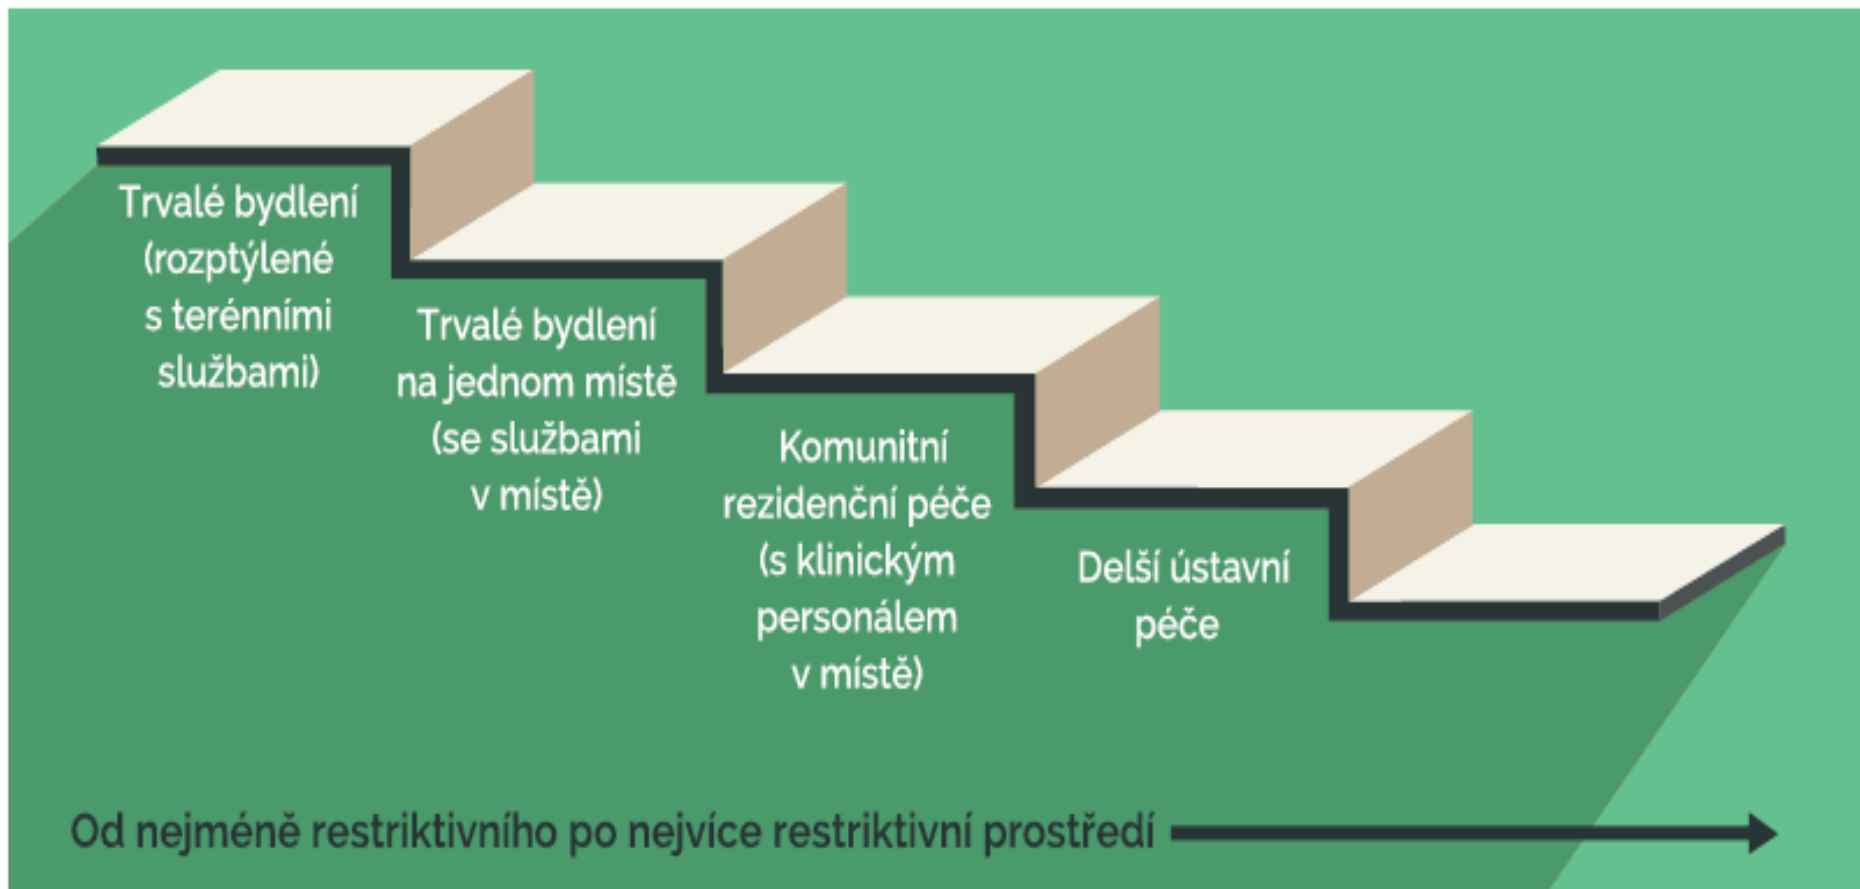 Trvalé bydlení
(rozptýlené
s terénními
službami)
Trvalé bydlení
na jednom místě
(se službami
v místě)
Komunitní
rezidenční péče
(s klinickým
personálem
v místě)
Delší ústavní
péče
Od nejméně restriktivního po nejvíce restriktivní prostředí